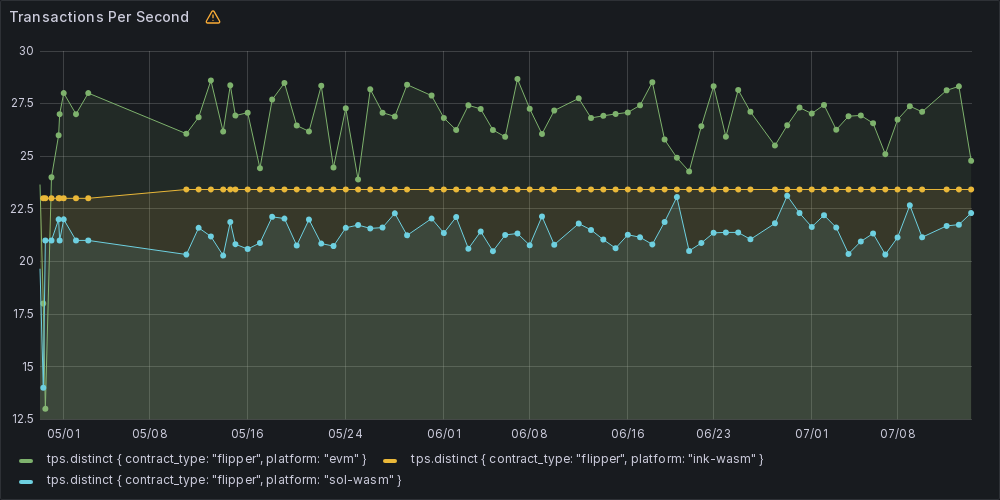 Transactions Per Second
30
27.5
25
22.5
20
17.5
15
12.5
05/01 05/08 05/16 05/24 06/01 06/08 06/16 06/23 07/01 07/08
tps.distinct { contract_type: "flipper", platform: "evm" } tps.distinct { contract_type: "flipper", platform: "ink-wasm" }
tps.distinct { contract_type: "flipper", platform: "sol-wasm" }